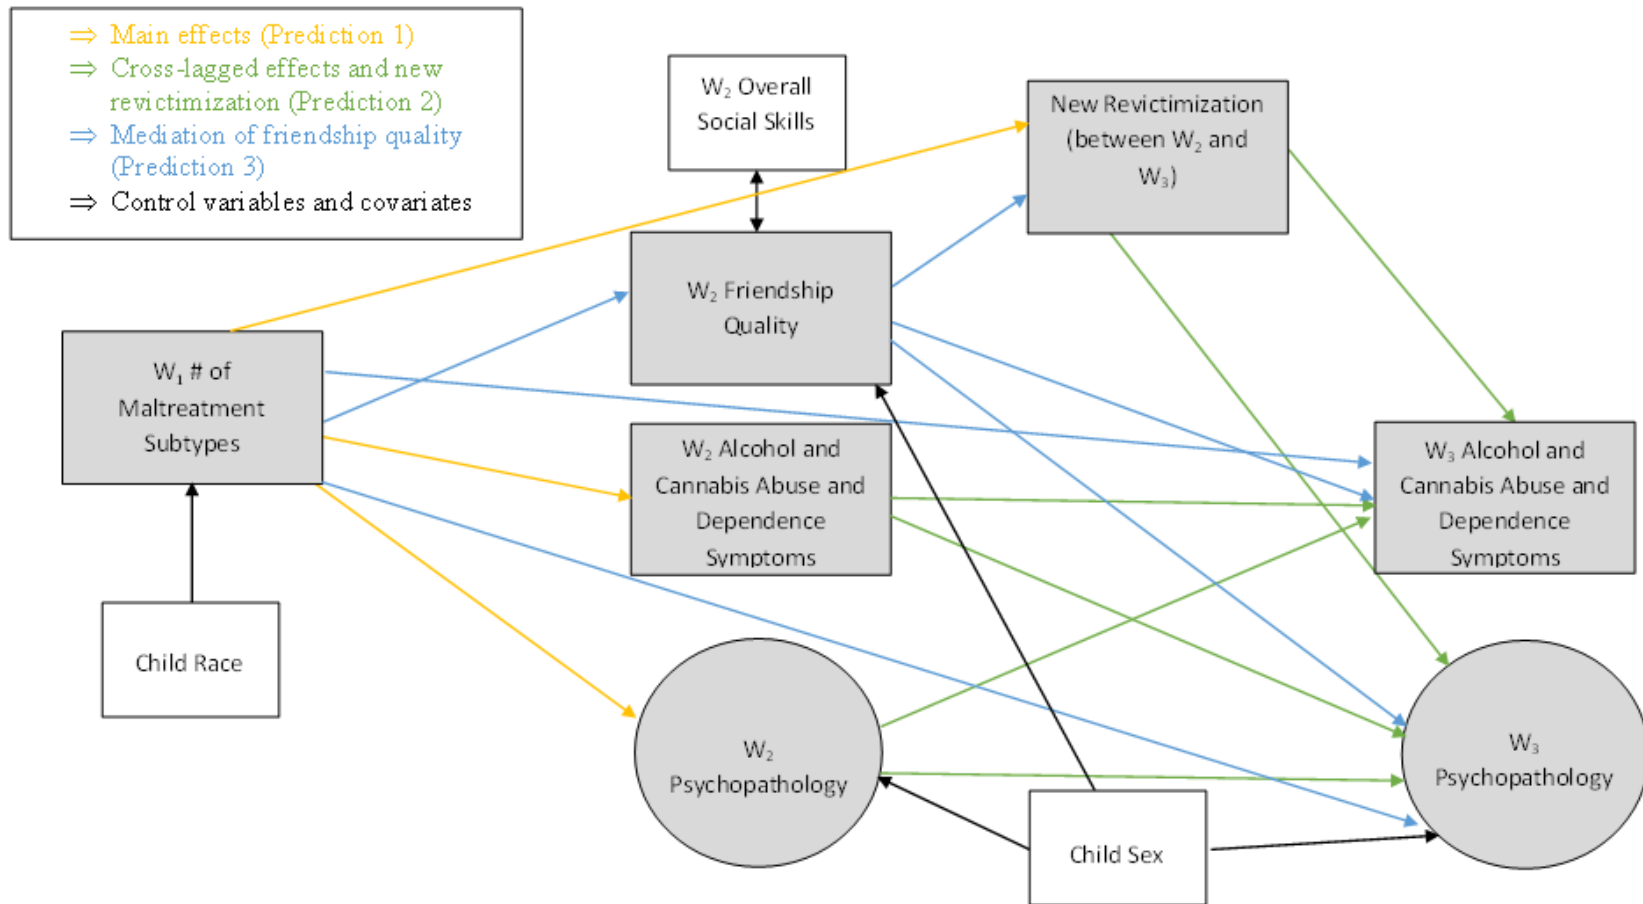 ⇒ Main effects (Prediction 1)
⇒ Cross-lagged effects and new
revictimization (Prediction 2)
⇒ Mediation of friendship quality
(Prediction 3)
⇒ Control variables and covariates
W₂ Overall
Social Skills
New Revictimization
(between W₂ and
W₃)
W₂ Friendship
Quality
W₁ # of
Maltreatment
Subtypes
W₂ Alcohol and
Cannabis Abuse and
Dependence
Symptoms
W₃ Alcohol and
Cannabis Abuse and
Dependence
Symptoms
Child Race
W₂
Psychopathology
W₃
Psychopathology
Child Sex